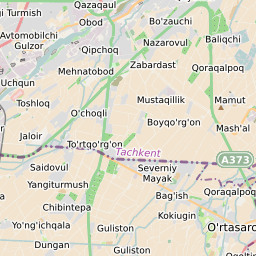 Qazaqaul
Obod
Bo'zauchi
Avtomobilchi
Gulzor
Qipchoq
Nazarovul
Baliqchi
Mehnatobod
Zabardast
Uchqun
Qoraqalpoq
Toshloq
Mustaqillik
Mamut
O'choqli
Boyqo'rg'on
Mash'al
Jaloir
To'rtqo'rg'on
Tachkent
A373
Saidovul
Severniy
Mayak
Yangiturmush
Bag'ish
Qoraqalpoq
Chibintepa
Kokiugin
Yo'ng'ichqala
Guliston
O'rtasaro
Dungan
Guliston
Oqoltin